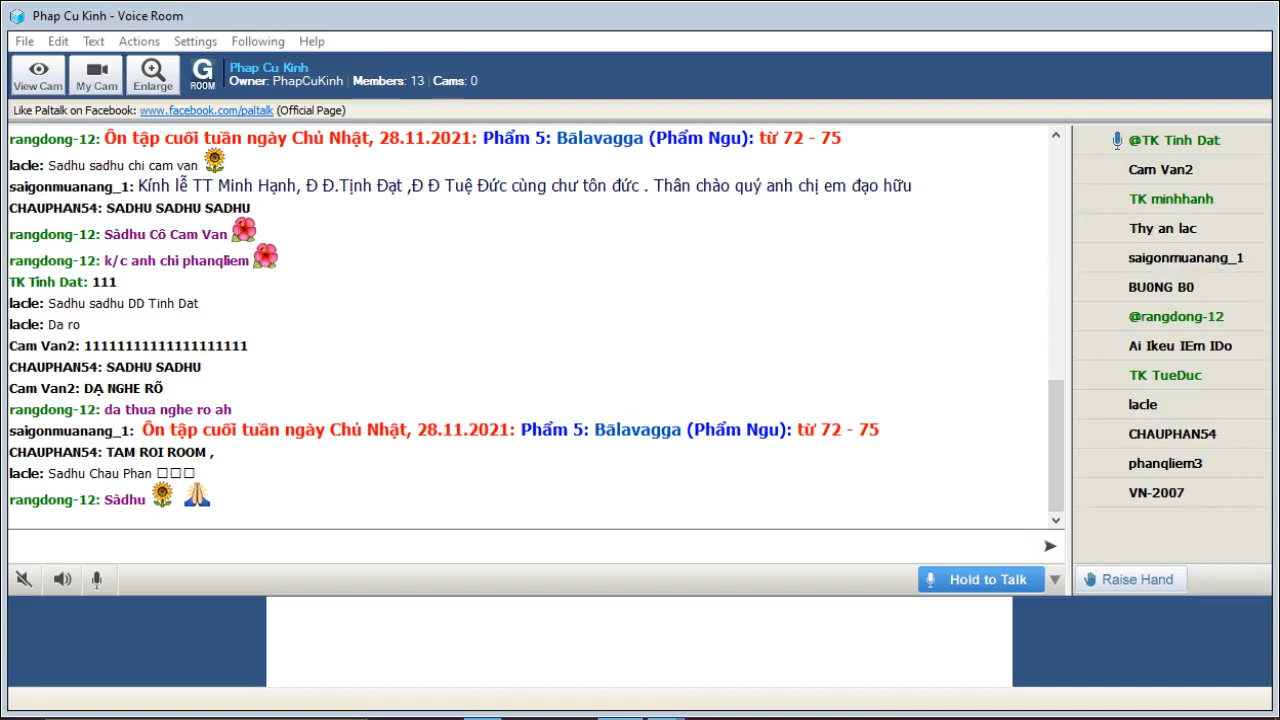 Phap Cu Kinh - Voice Room
File Edit Text Actions Settings Following Help
View Cam My Cam Enlarge G ROOM
Phap Cu Kinh
Owner: PhapCuKinh | Members: 13 | Cams: 0
Like Paltalk on Facebook: www.facebook.com/paltalk (Official Page)
rangdong-12: Ôn tập cuối tuần ngày Chủ Nhật, 28.11.2021: Phẩm 5: Bālavagga (Phẩm Ngu): từ 72 - 75
lacle: Sadhu sadhu chi cam van
saigonmuanang_1: Kính lễ TT Minh Hạnh, Đ Đ.Tịnh Đạt ,Đ Đ Tuệ Đức cùng chư tôn đức . Thân chào quý anh chị em đạo hữu
CHAUPHAN54: SADHU SADHU SADHU
rangdong-12: Sàdhu Cô Cam Van
rangdong-12: k/c anh chi phanqliem
TK Tinh Dat: 111
lacle: Sadhu sadhu DD Tinh Dat
lacle: Da ro
Cam Van2: 11111111111111111111
CHAUPHAN54: SADHU SADHU
Cam Van2: DẠ NGHE RÕ
rangdong-12: da thua nghe ro ah
saigonmuanang_1: Ôn tập cuối tuần ngày Chủ Nhật, 28.11.2021: Phẩm 5: Bālavagga (Phẩm Ngu): từ 72 - 75
CHAUPHAN54: TAM ROI ROOM ,
lacle: Sadhu Chau Phan □□□
rangdong-12: Sàdhu
Hold to Talk
@TK Tinh Dat
Cam Van2
TK minhhanh
Thy an lac
saigonmuanang_1
BU0NG B0
@rangdong-12
Ai Ikeu IEm IDo
TK TueDuc
lacle
CHAUPHAN54
phanqliem3
VN-2007
Raise Hand